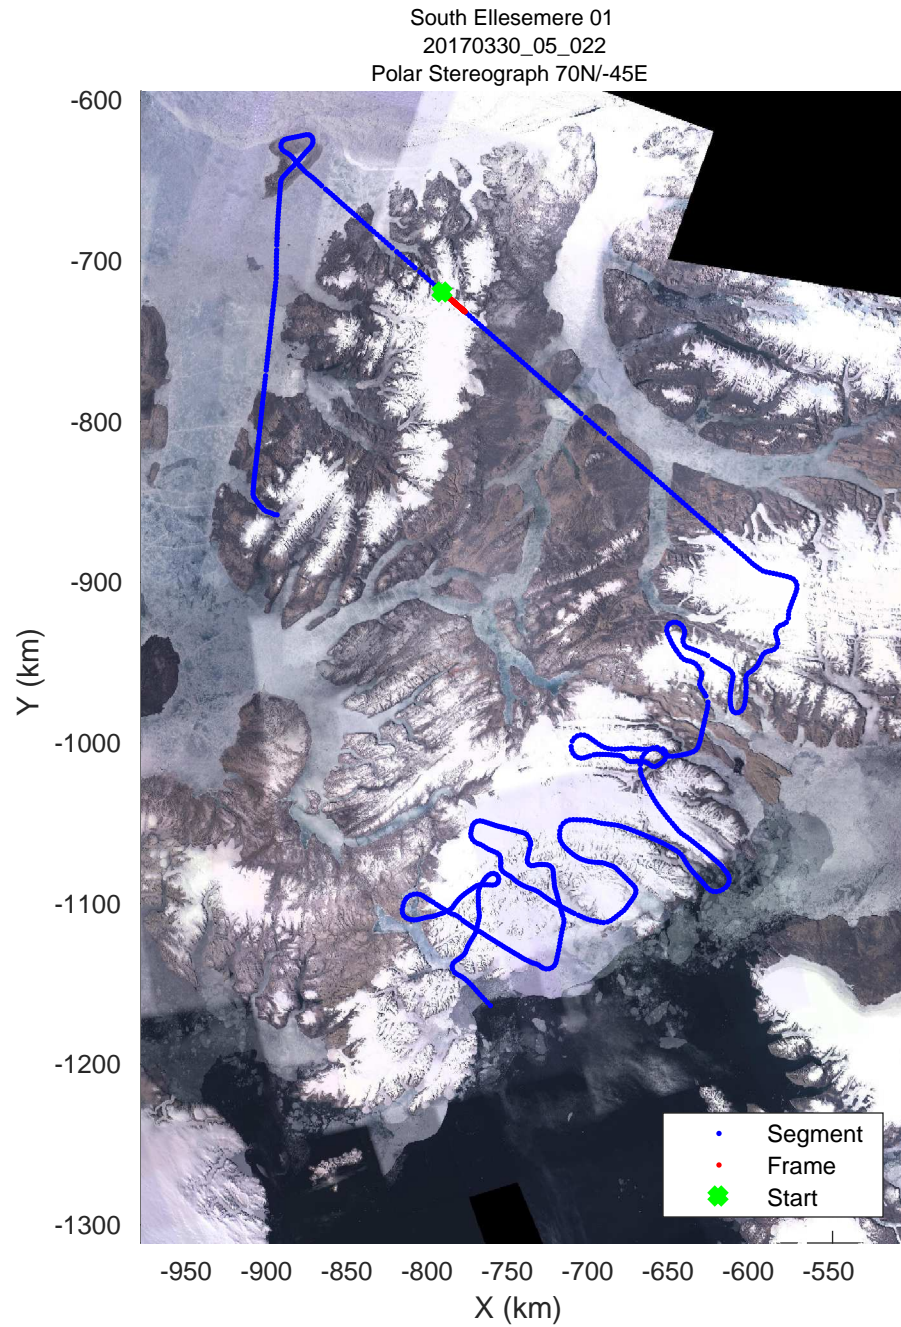 South Ellesemere 01
20170330_05_022
Polar Stereograph 70N/-45E
-600
-700
-800
-900
-1000
-1100
-1200
-1300
Y (km)
Segment
Frame
Start
-950 -900 -850 -800 -750 -700 -650 -600 -550
X (km)